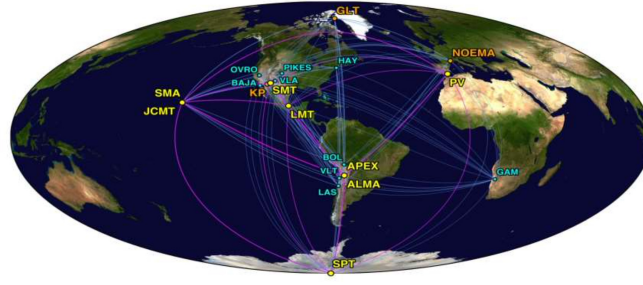 GLT
NOEMA
HAY
PV
OVRO
PIKES
BAJA
VLA
KP
SMT
SMA
JCMT
LMT
BOL
APEX
VLT
ALMA
GAM
LAS
SPT